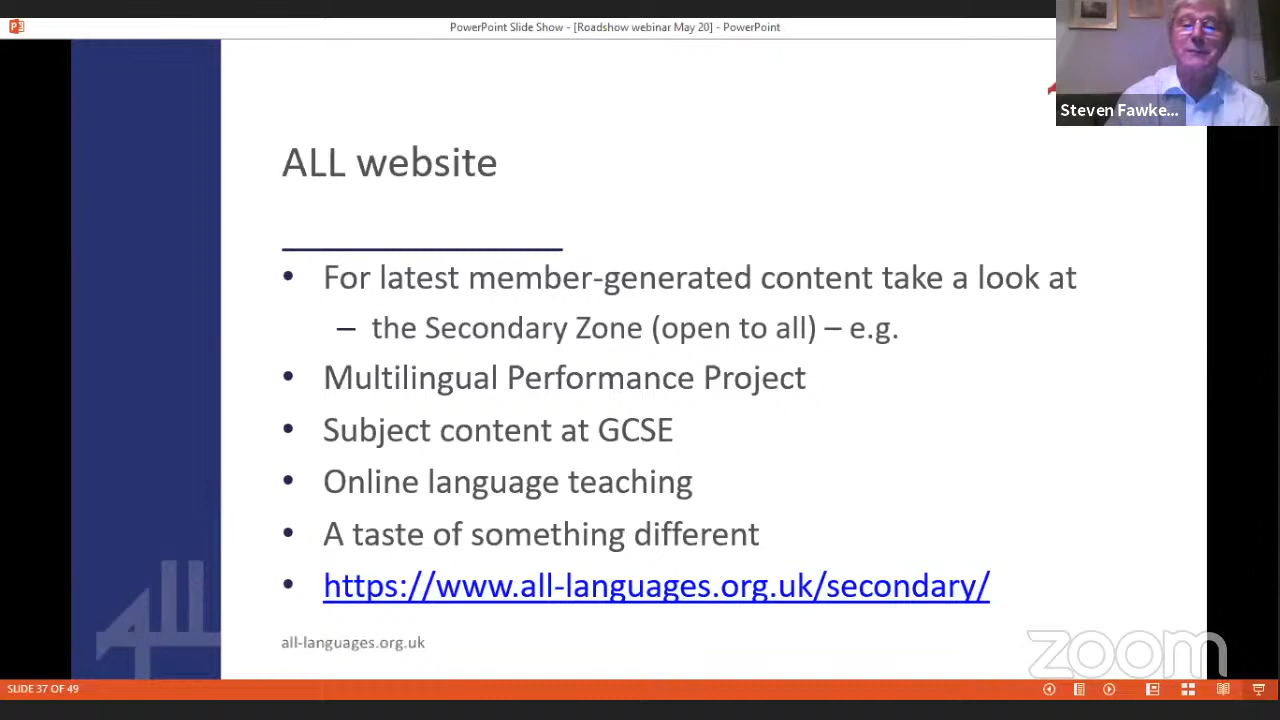 PowerPoint Slide Show - [Roadshow webinar May 20] - PowerPoint
Steven Fawke...
ALL website
• For latest member-generated content take a look at
– the Secondary Zone (open to all) – e.g.
• Multilingual Performance Project
• Subject content at GCSE
• Online language teaching
• A taste of something different
• https://www.all-languages.org.uk/secondary/
all-languages.org.uk
zoom
SLIDE 37 OF 49